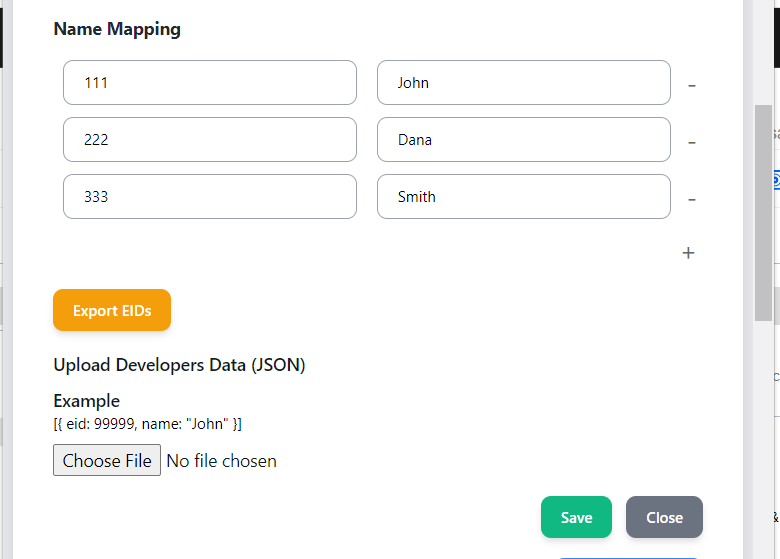 Name Mapping
111 John -
222 Dana -
333 Smith -
+
Export EIDs
Upload Developers Data (JSON)
Example
[{ eid: 99999, name: "John" }]
Choose File No file chosen
Save Close
&